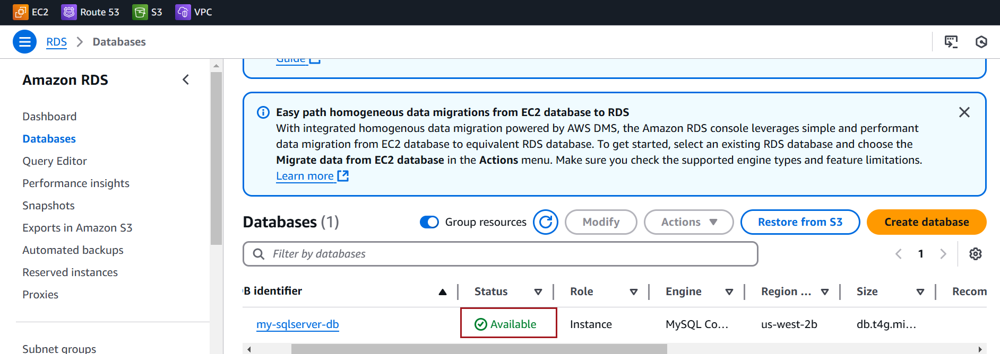 EC2 Route 53 S3 VPC
RDS Databases
Guide
Amazon RDS
Dashboard
Databases
Query Editor
Performance insights
Snapshots
Exports in Amazon S3
Automated backups
Reserved instances
Proxies
Subnet groups
Easy path homogeneous data migrations from EC2 database to RDS
With integrated homogenous data migration powered by AWS DMS, the Amazon RDS console leverages simple and performant
data migration from EC2 database to equivalent RDS database. To get started, select an existing RDS database and choose the
Migrate data from EC2 database in the Actions menu. Make sure you check the supported engine types and feature limitations.
Learn more
Databases (1) Group resources Modify Actions Restore from S3 Create database
Filter by databases 1
B identifier Status Role Engine Region ... Size Recom
my-sqlserver-db Available Instance MySQL Co... us-west-2b db.t4g.mi...